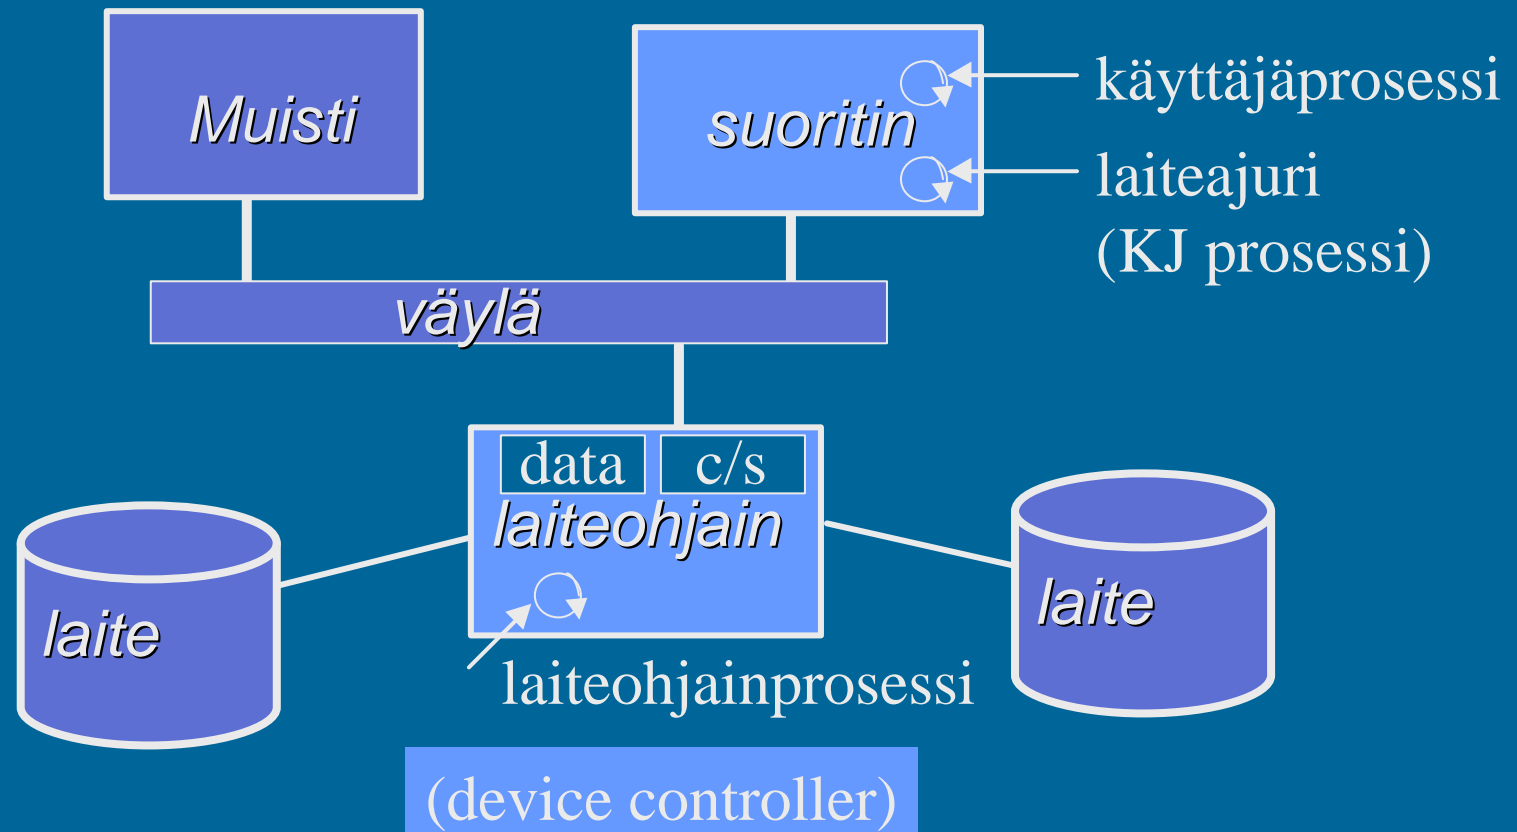 Muisti
suoritin
käyttäjäprosessi
laiteajuri
(KJ prosessi)
väylä
data
c/s
laiteohjain
laite
laite
laiteohjainprosessi
(device controller)